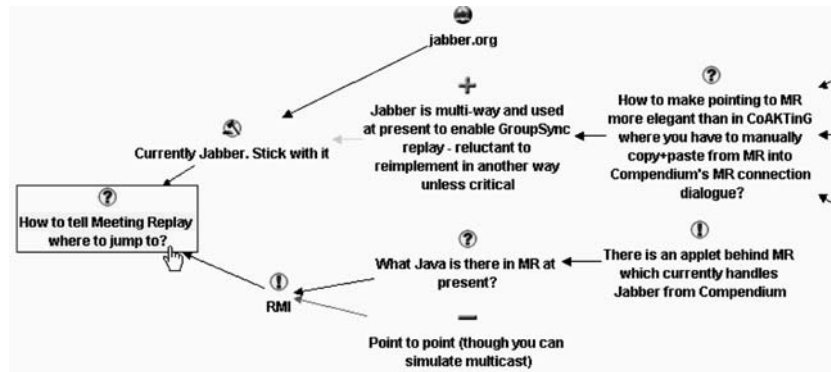 jabber.org
Jabber is multi-way and used
at present to enable GroupSync
replay - reluctant to
reimplement in another way
unless critical
How to make pointing to MR
more elegant than in CoAKTinG
where you have to manually
copy+paste from MR into
Compendium's MR connection
dialogue?
Currently Jabber. Stick with it
How to tell Meeting Replay
where to jump to?
What Java is there in MR at
present?
There is an applet behind MR
which currently handles
Jabber from Compendium
RMI
Point to point (though you can
simulate multicast)